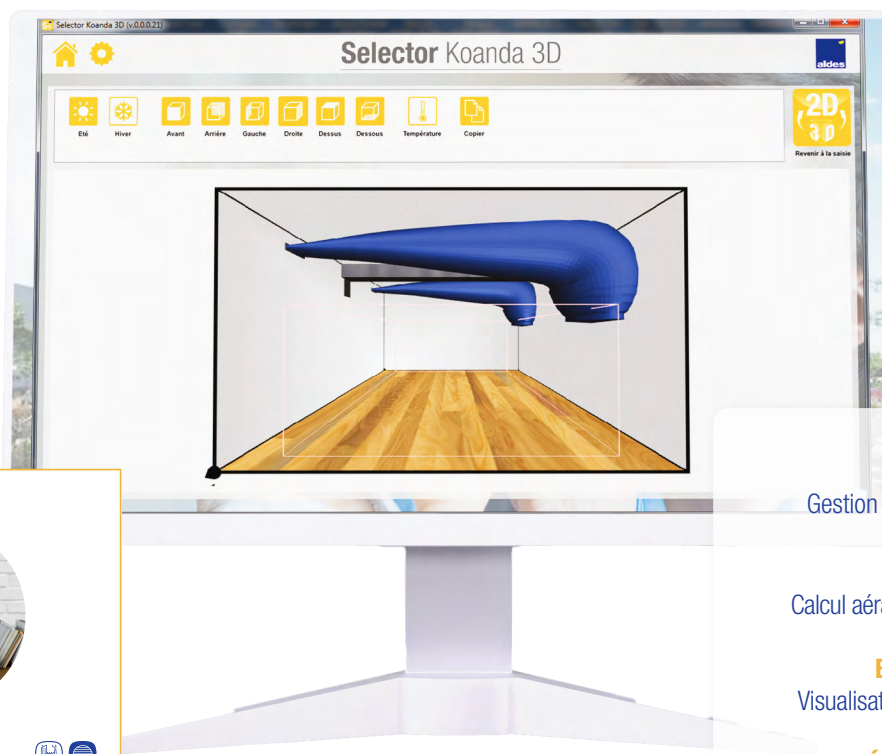 Selector Koanda 3D (v.0.0.0.21)
Selector Koanda 3D
aldes
Eté Hiver Avant Arrière Gauche Droite Dessus Dessous Température Copier
2D
3D
Revenir à la saisie
Gestion
Calcul
Visualisat